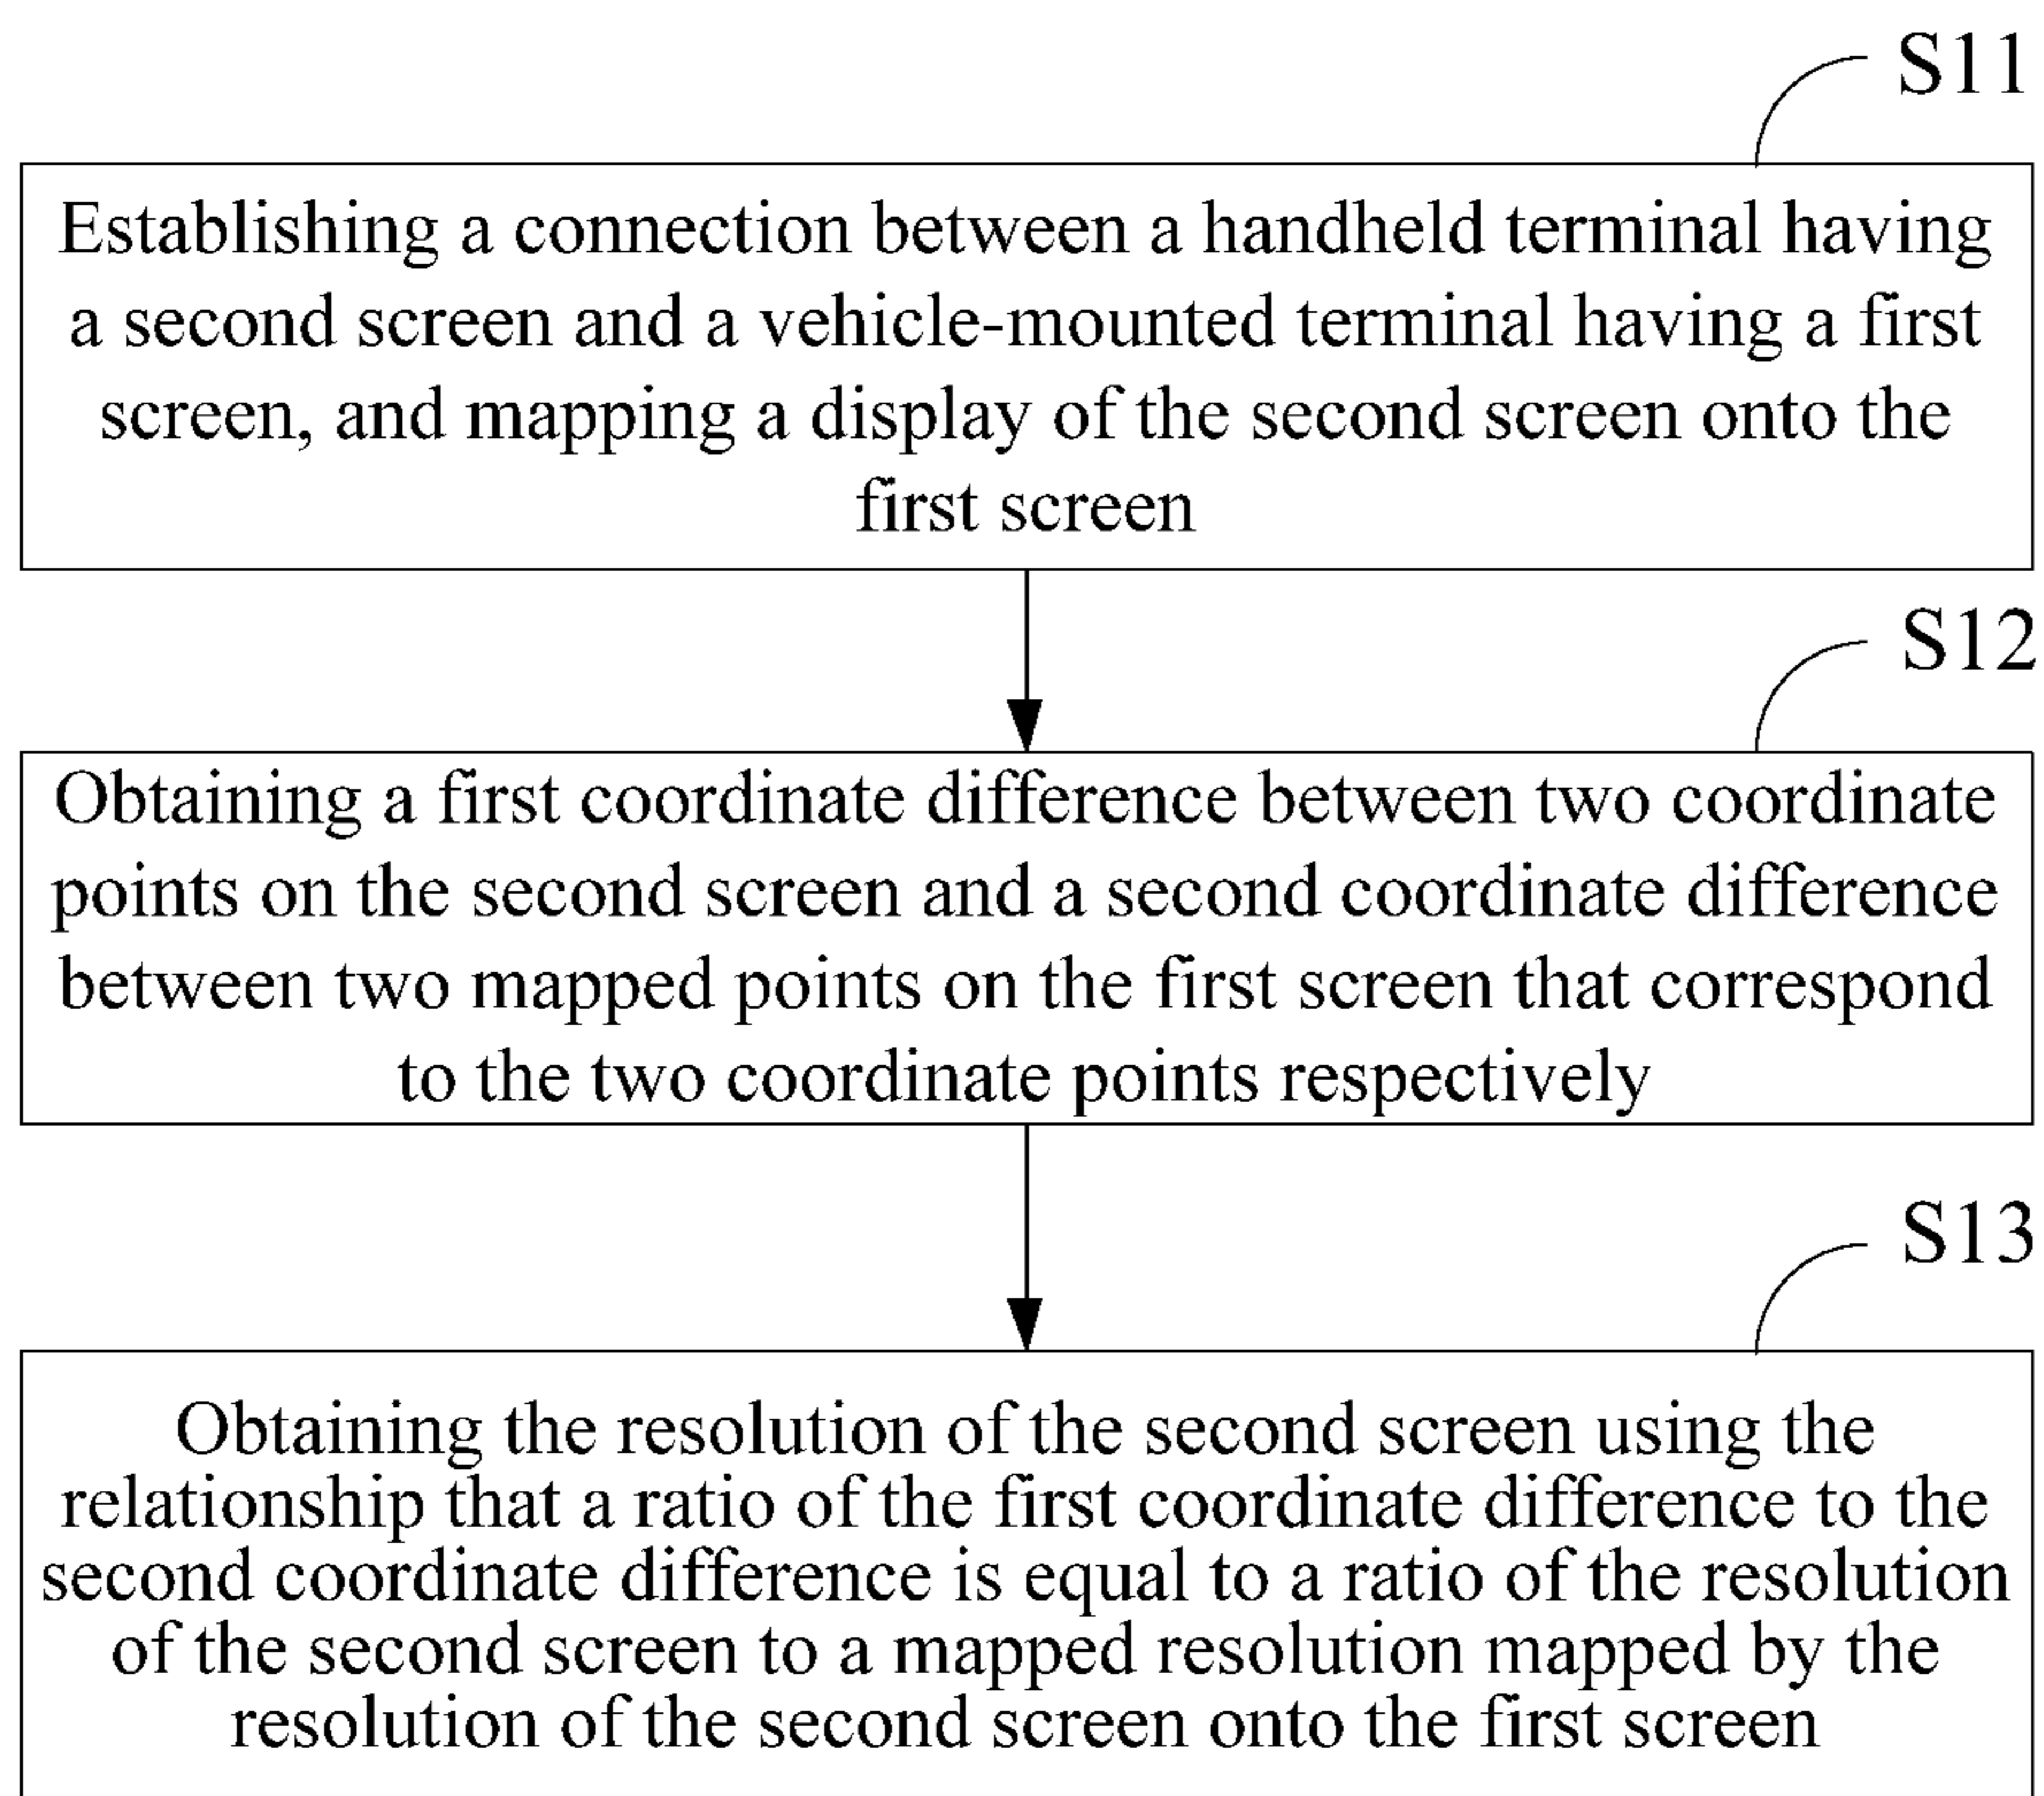 S11
Establishing a connection between a handheld terminal having
a second screen and a vehicle-mounted terminal having a first
screen, and mapping a display of the second screen onto the
first screen
S12
Obtaining a first coordinate difference between two coordinate
points on the second screen and a second coordinate difference
between two mapped points on the first screen that correspond
to the two coordinate points respectively
S13
Obtaining the resolution of the second screen using the
relationship that a ratio of the first coordinate difference to the
second coordinate difference is equal to a ratio of the resolution
of the second screen to a mapped resolution mapped by the
resolution of the second screen onto the first screen